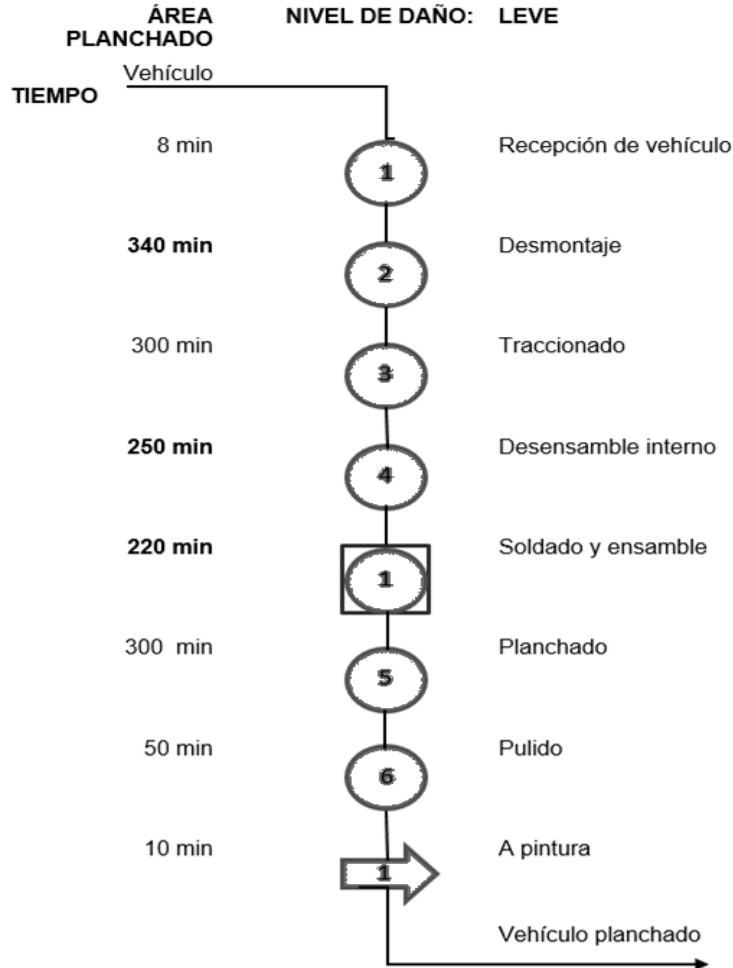 ÁREA NIVEL DE DAÑO: LEVE
PLANCHADO
Vehículo
TIEMPO
8 min 1 Recepción de vehículo
340 min 2 Desmontaje
300 min 3 Traccionado
250 min 4 Desensamble interno
220 min 1 Soldado y ensamble
300 min 5 Planchado
50 min 6 Pulido
10 min 1 A pintura
Vehículo planchado